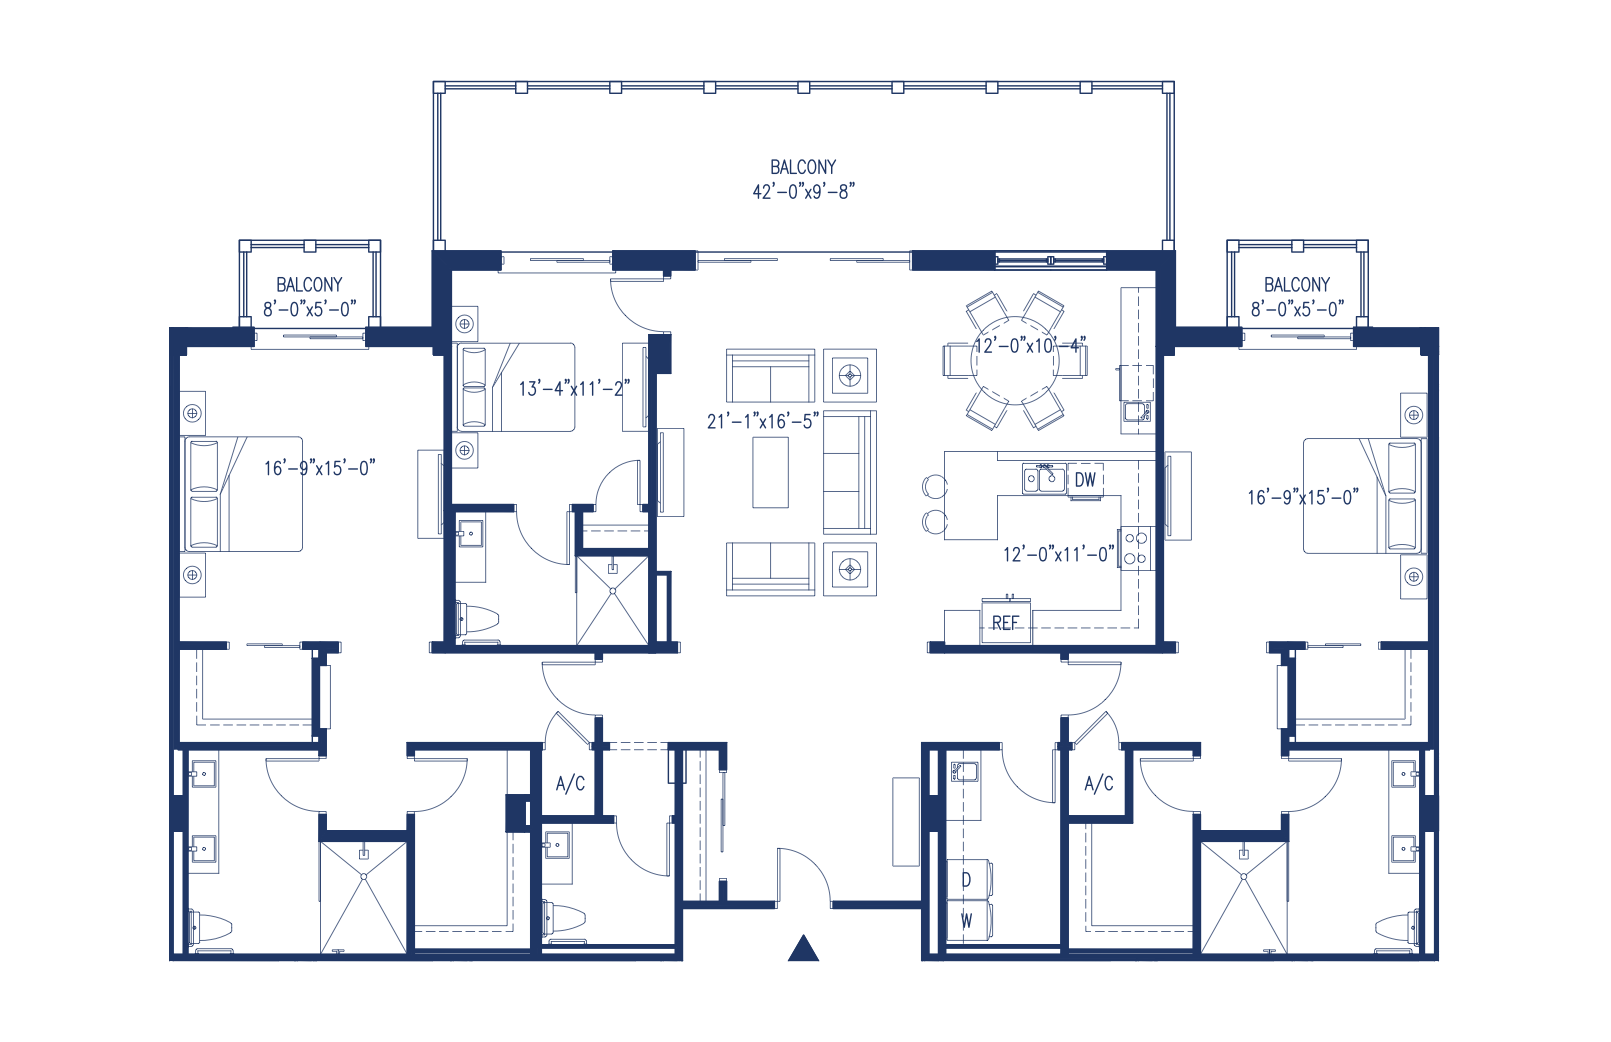 BALCONY
42'-0"x9'-8"
BALCONY
8'-0"x5'-0"
BALCONY
8'-0"x5'-0"
12'-0"x10'-4"
13'-4"x11'-2"
21'-1"x16'-5"
16'-9"x15'-0"
DW
16'-9"x15'-0"
12'-0"x11'-0"
REF
A/C
A/C
D
W